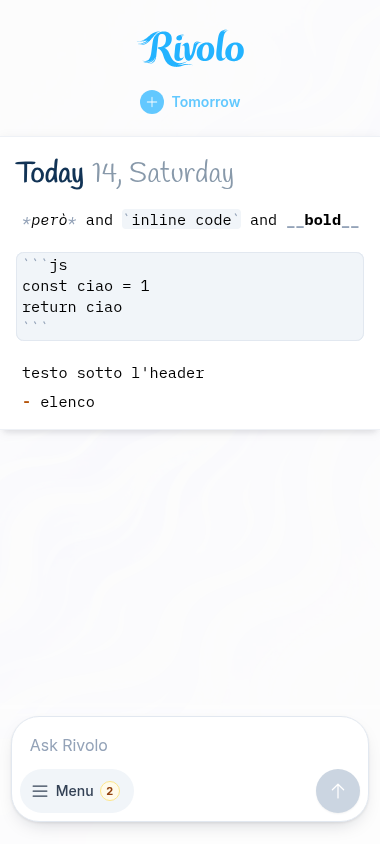 Rivolo
Tomorrow
Today 14, Saturday
*però* and `inline code` and __bold__
```js
const ciao = 1
return ciao
```
testo sotto l'header
- elenco
Ask Rivolo
Menu 2